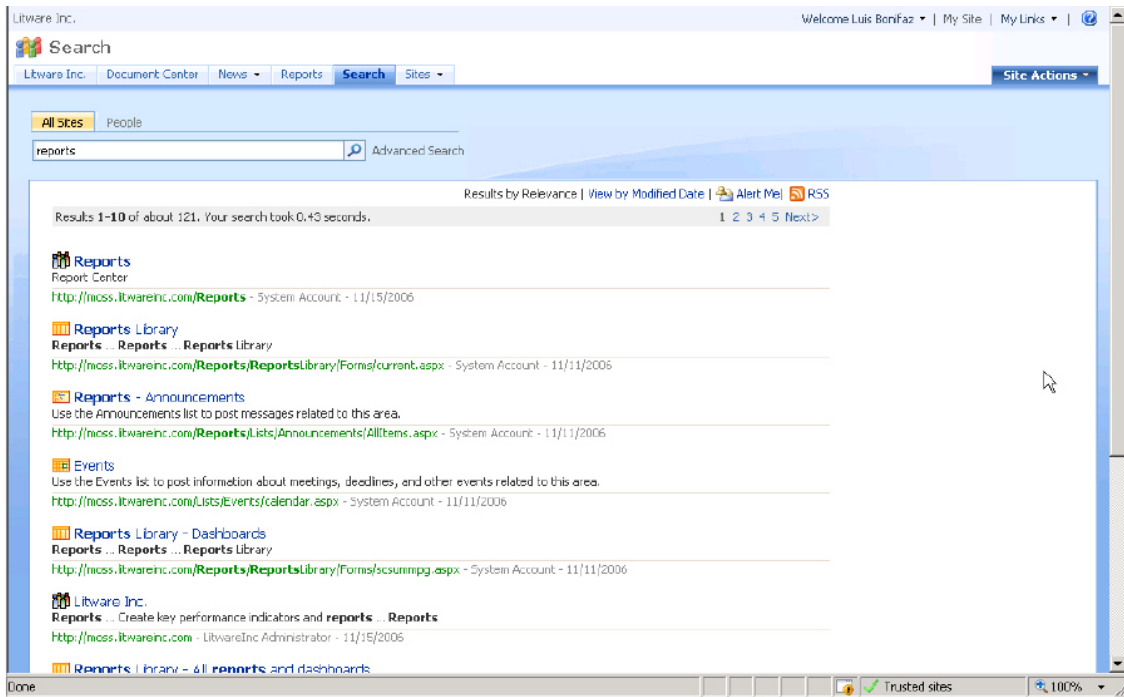 Litware Inc.
Welcome Luis Bonifaz | My Site | My Links |
Search
Litware Inc. Document Center News Reports Search Sites Site Actions
All Sites People
reports Advanced Search
Results by Relevance | View by Modified Date | Alert Me| RSS
Results 1-10 of about 121. Your search took 0.43 seconds. 1 2 3 4 5 Next>
Reports
Report Center
http://moss.litwareinc.com/Reports - System Account - 11/15/2006
Reports Library
Reports ... Reports ... Reports Library
http://moss.litwareinc.com/Reports/ReportsLibrary/Forms/current.aspx - System Account - 11/11/2006
Reports - Announcements
Use the Announcements list to post messages related to this area.
http://moss.litwareinc.com/Reports/Lists/Announcements/AllItems.aspx - System Account - 11/11/2006
Events
Use the Events list to post information about meetings, deadlines, and other events related to this area.
http://moss.litwareinc.com/Lists/Events/calendar.aspx - System Account - 11/11/2006
Reports Library - Dashboards
Reports ... Reports ... Reports Library
http://moss.litwareinc.com/Reports/ReportsLibrary/Forms/scsummpg.aspx - System Account - 11/11/2006
Litware Inc.
Reports ... Create key performance indicators and reports ... Reports
http://moss.litwareinc.com - LitwareInc Administrator - 11/15/2006
Reports Library - All reports and dashboards
Done Trusted sites 100%